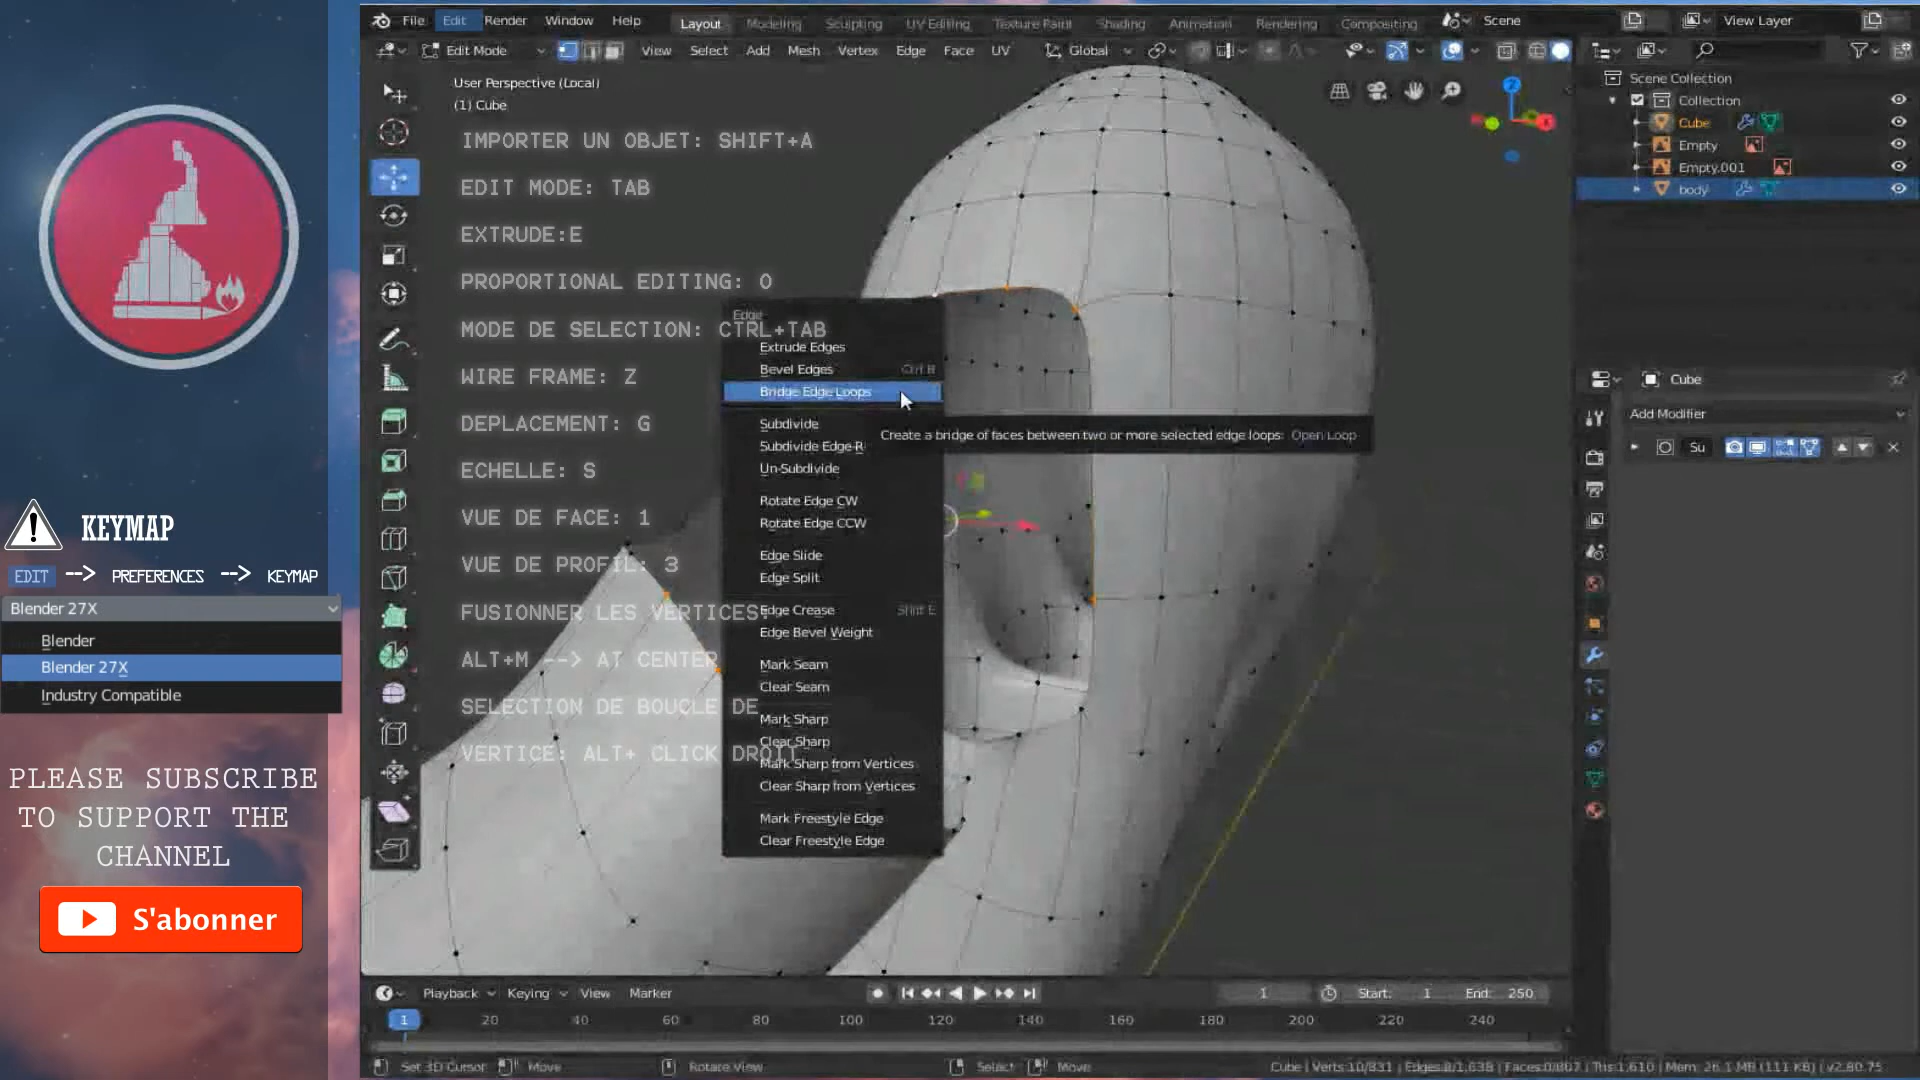 File Edit Render Window Help Layout Modeling Sculpting UV Editing Texture Paint Shading Animation Rendering Compositing Scene View Layer
Edit Mode View Select Add Mesh Vertex Edge Face UV Global
User Perspective (Local)
(1) Cube
IMPORTER UN OBJET: SHIFT+A
EDIT MODE: TAB
EXTRUDE:E
PROPORTIONAL EDITING: O
MODE DE SELECTION: CTRL+TAB
WIRE FRAME: Z
DEPLACEMENT: G
ECHELLE: S
VUE DE FACE: 1
VUE DE PROFIL: 3
FUSIONNER LES VERTICES:
ALT+M --> AT CENTER
SELECTION DE BOUCLE DE
VERTICE: ALT+ CLICK DROIT
Edge
Extrude Edges
Bevel Edges Ctrl B
Bridge Edge Loops
Subdivide
Subdivide Edge-R
Un-Subdivide
Rotate Edge CW
Rotate Edge CCW
Edge Slide
Edge Split
Edge Crease Shift E
Edge Bevel Weight
Mark Seam
Clear Seam
Mark Sharp
Clear Sharp
Mark Sharp from Vertices
Clear Sharp from Vertices
Mark Freestyle Edge
Clear Freestyle Edge
Create a bridge of faces between two or more selected edge loops: Open Loop
Scene Collection
Collection
Cube
Empty
Empty.001
body
Cube
Add Modifier
Su
KEYMAP
EDIT --> PREFERENCES --> KEYMAP
Blender 27X
Blender
Blender 27X
Industry Compatible
PLEASE SUBSCRIBE
TO SUPPORT THE
CHANNEL
S'abonner
Playback Keying View Marker 1 Start: 1 End: 250
1 20 40 60 80 100 120 140 160 180 200 220 240
Set 3D Cursor Move Rotate View Select Move